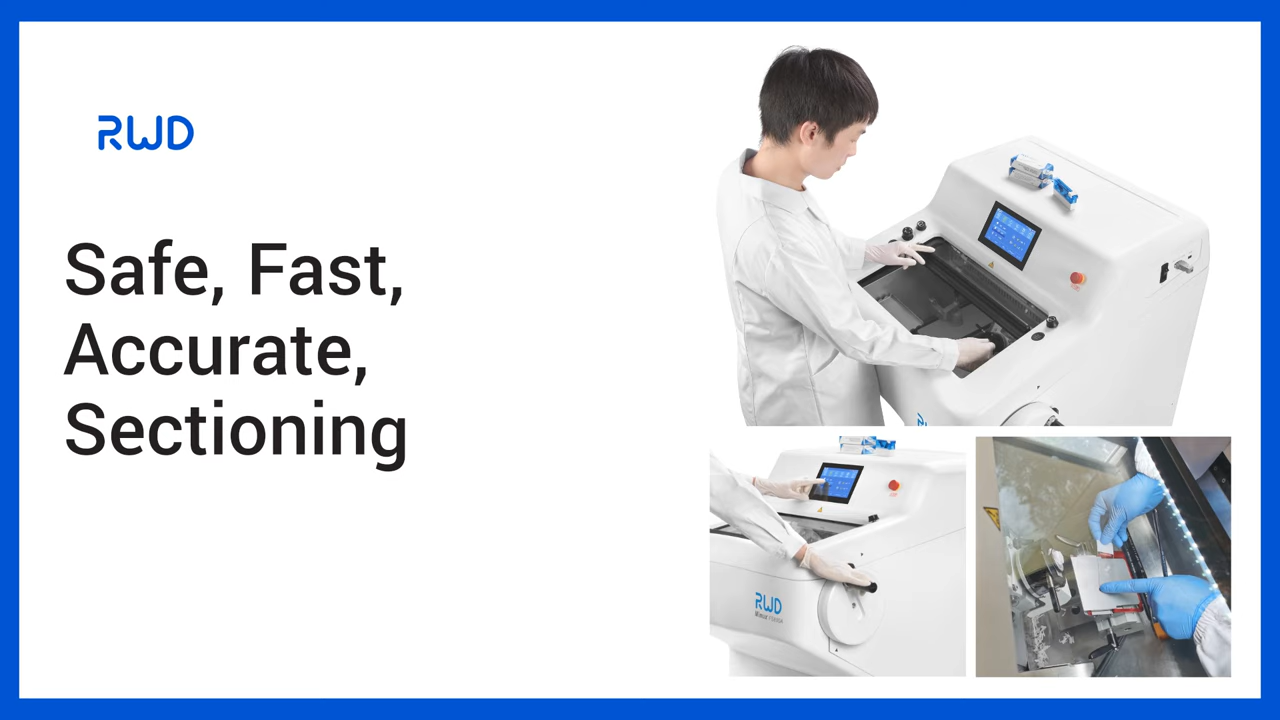 RWD
Safe, Fast,
Accurate,
Sectioning
RWD